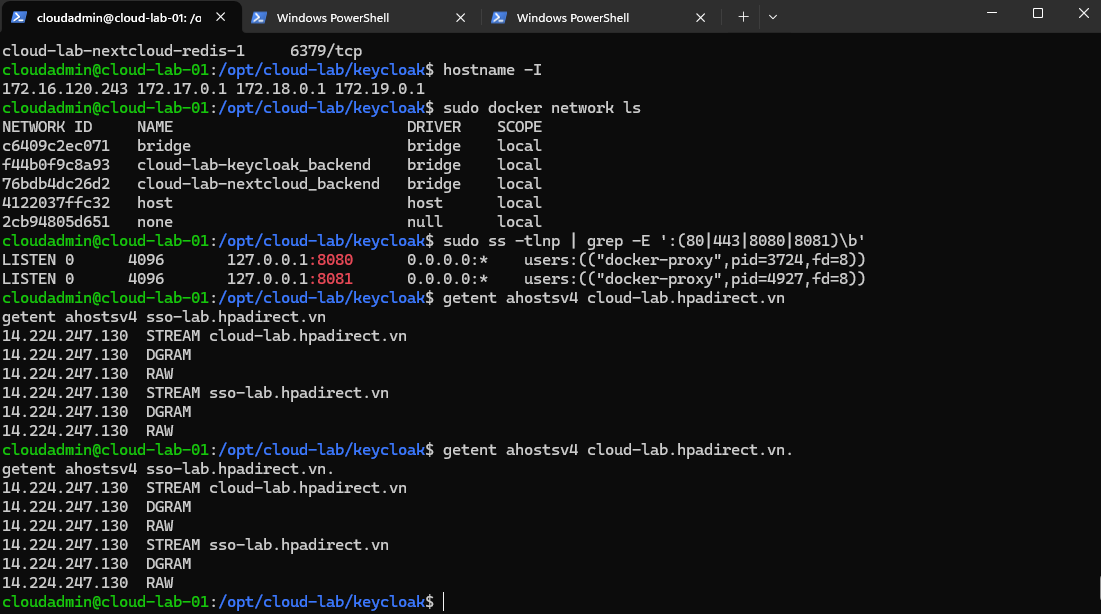 cloudadmin@cloud-lab-01: /o
Windows PowerShell
Windows PowerShell
cloud-lab-nextcloud-redis-1     6379/tcp
cloudadmin@cloud-lab-01:/opt/cloud-lab/keycloak$ hostname -I
172.16.120.243 172.17.0.1 172.18.0.1 172.19.0.1
cloudadmin@cloud-lab-01:/opt/cloud-lab/keycloak$ sudo docker network ls
NETWORK ID     NAME                          DRIVER    SCOPE
c6409c2ec071   bridge                        bridge    local
f44b0f9c8a93   cloud-lab-keycloak_backend    bridge    local
76bdb4dc26d2   cloud-lab-nextcloud_backend   bridge    local
4122037ffc32   host                          host      local
2cb94805d651   none                          null      local
cloudadmin@cloud-lab-01:/opt/cloud-lab/keycloak$ sudo ss -tlnp | grep -E ':(80|443|8080|8081)\b'
LISTEN 0      4096       127.0.0.1:8080      0.0.0.0:*    users:(("docker-proxy",pid=3724,fd=8))
LISTEN 0      4096       127.0.0.1:8081      0.0.0.0:*    users:(("docker-proxy",pid=4927,fd=8))
cloudadmin@cloud-lab-01:/opt/cloud-lab/keycloak$ getent ahostsv4 cloud-lab.hpadirect.vn
getent ahostsv4 sso-lab.hpadirect.vn
14.224.247.130  STREAM cloud-lab.hpadirect.vn
14.224.247.130  DGRAM
14.224.247.130  RAW
14.224.247.130  STREAM sso-lab.hpadirect.vn
14.224.247.130  DGRAM
14.224.247.130  RAW
cloudadmin@cloud-lab-01:/opt/cloud-lab/keycloak$ getent ahostsv4 cloud-lab.hpadirect.vn.
getent ahostsv4 sso-lab.hpadirect.vn.
14.224.247.130  STREAM cloud-lab.hpadirect.vn
14.224.247.130  DGRAM
14.224.247.130  RAW
14.224.247.130  STREAM sso-lab.hpadirect.vn
14.224.247.130  DGRAM
14.224.247.130  RAW
cloudadmin@cloud-lab-01:/opt/cloud-lab/keycloak$